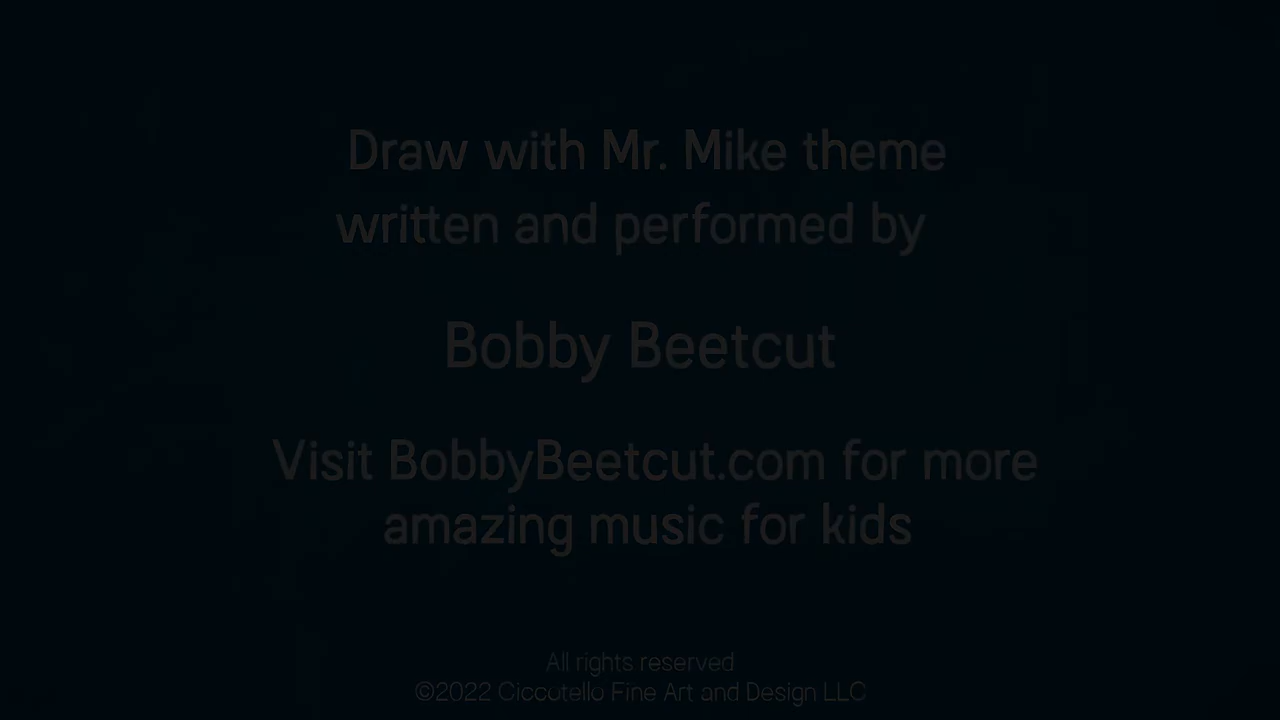 Draw with Mr. Mike theme
written and performed by
Bobby Beetcut
Visit BobbyBeetcut.com for more
amazing music for kids
All rights reserved
©2022 Ciccotello Fine Art and Design LLC